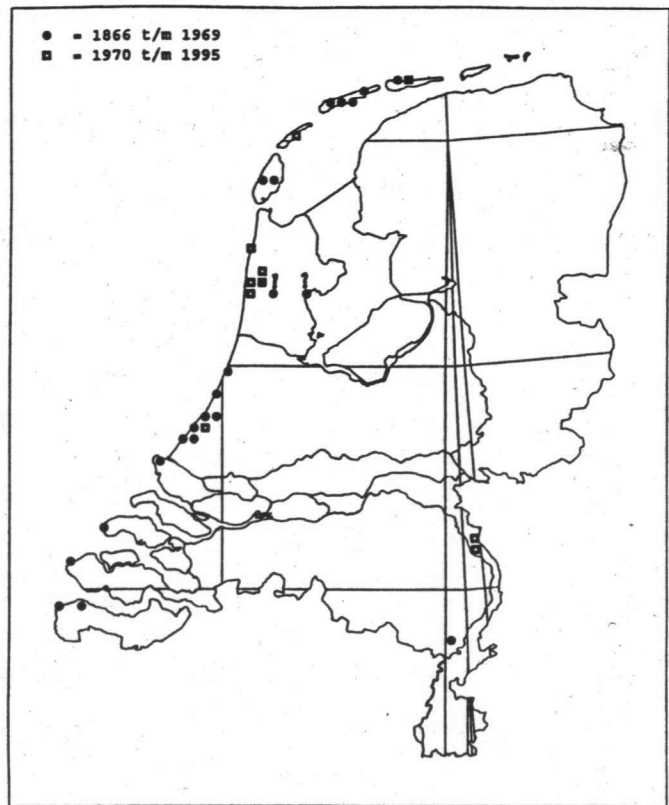 ● = 1866 t/m 1969
◘ = 1970 t/m 1995